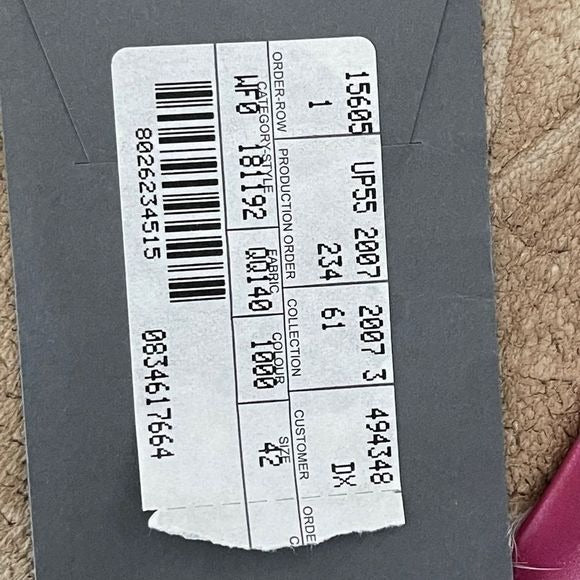 15605 UP55 2007 2007 3 494348
1 234 61 DX
ORDER-ROW PRODUCTION ORDER COLLECTION CUSTOMER ORDE
CATEGORY-STYLE FABRIC COLOUR SIZE C
WF0 181192 1000 42
8026234515 0834617664